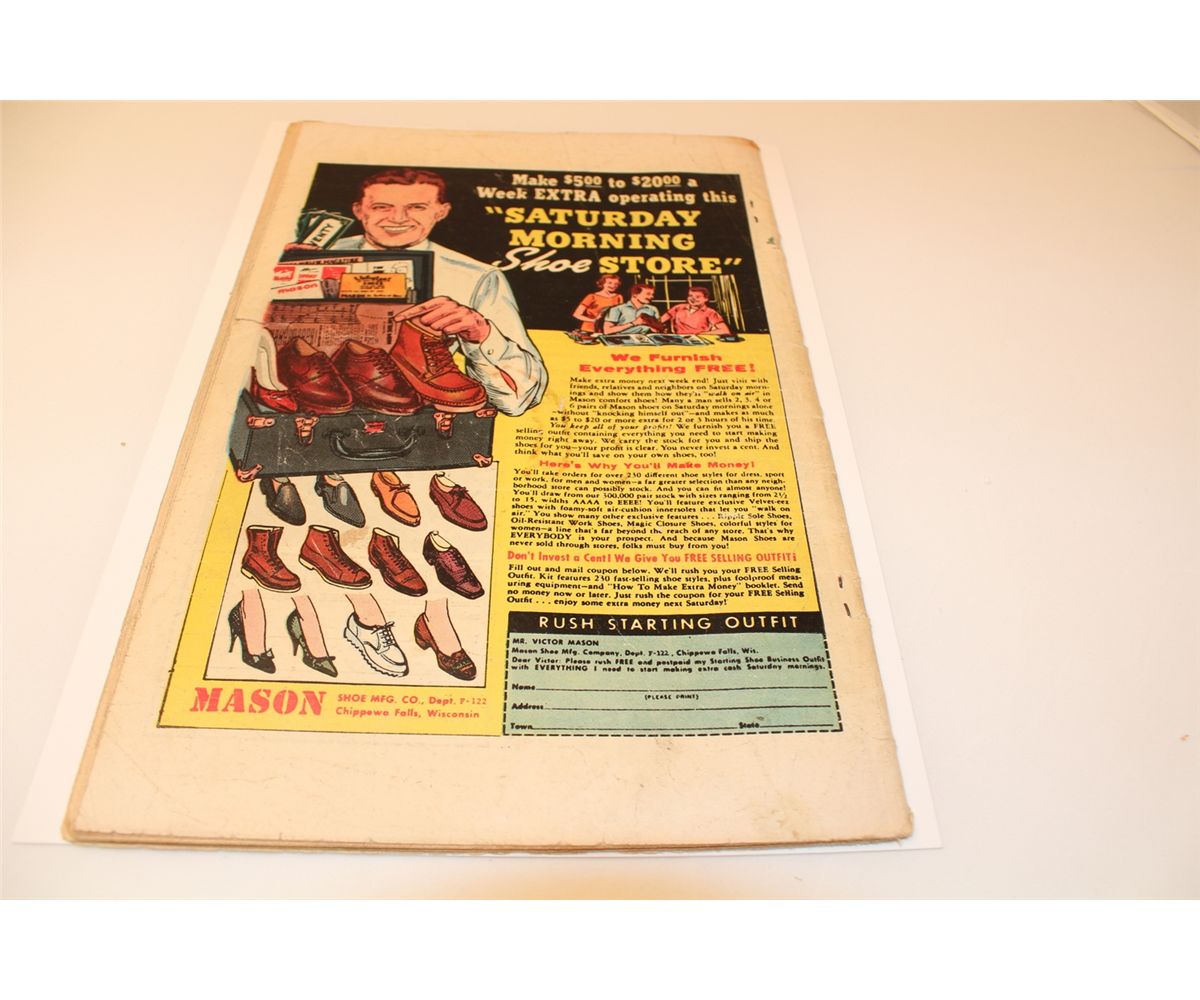 Make $5.00 to $20.00 a
Week EXTRA operating this
"SATURDAY
MORNING
Shoe STORE"
mason
We Furnish
Everything FREE!
Make extra money next week end! Just visit with
friends, relatives and neighbors on Saturday morn-
ings and show them how they'll "walk on air" in
Mason comfort shoes! Many a man sells 2, 3, 4 or
6 pairs of Mason shoes on Saturday mornings alone
—without "knocking himself out"—and makes as much
as $5 to $20 or more extra for 2 or 3 hours of his time.
You keep all of your profit! We furnish you a FREE
selling outfit containing everything you need to start making
money right away. We carry the stock for you and ship the
shoes for you—your profit is clear. You never invest a cent. And
think what you'll save on your own shoes, too!
Here's Why You'll Make Money!
You'll take orders for over 230 different shoe styles for dress, sport
or work, for men and women—a far greater selection than any neigh-
borhood store can possibly stock. And you can fit almost anyone!
You'll draw from our 300,000 pair stock with sizes ranging from 2½
to 15, widths AAAA to EEEE! You'll feature exclusive Velvet-eez
shoes with foamy-soft air-cushion innersoles that let you "walk on
air." You show many other exclusive features . . . Ripple Sole Shoes,
Oil-Resistant Work Shoes, Magic Closure Shoes, colorful styles for
women—a line that's far beyond the reach of any store. That's why
EVERYBODY is your prospect. And because Mason Shoes are
never sold through stores, folks must buy from you!
Don't Invest a Cent! We Give You FREE SELLING OUTFIT!
Fill out and mail coupon below. We'll rush you your FREE Selling
Outfit. Kit features 230 fast-selling shoe styles, plus foolproof meas-
uring equipment—and "How To Make Extra Money" booklet. Send
no money now or later. Just rush the coupon for your FREE Selling
Outfit . . . enjoy some extra money next Saturday!
RUSH STARTING OUTFIT
MR. VICTOR MASON
Mason Shoe Mfg. Company, Dept. F-122, Chippewa Falls, Wis.
Dear Victor: Please rush FREE and postpaid my Starting Shoe Business Outfit
with EVERYTHING I need to start making extra cash Saturday mornings.
Name
(PLEASE PRINT)
Address
Town State
MASON SHOE MFG. CO., Dept. F-122
Chippewa Falls, Wisconsin